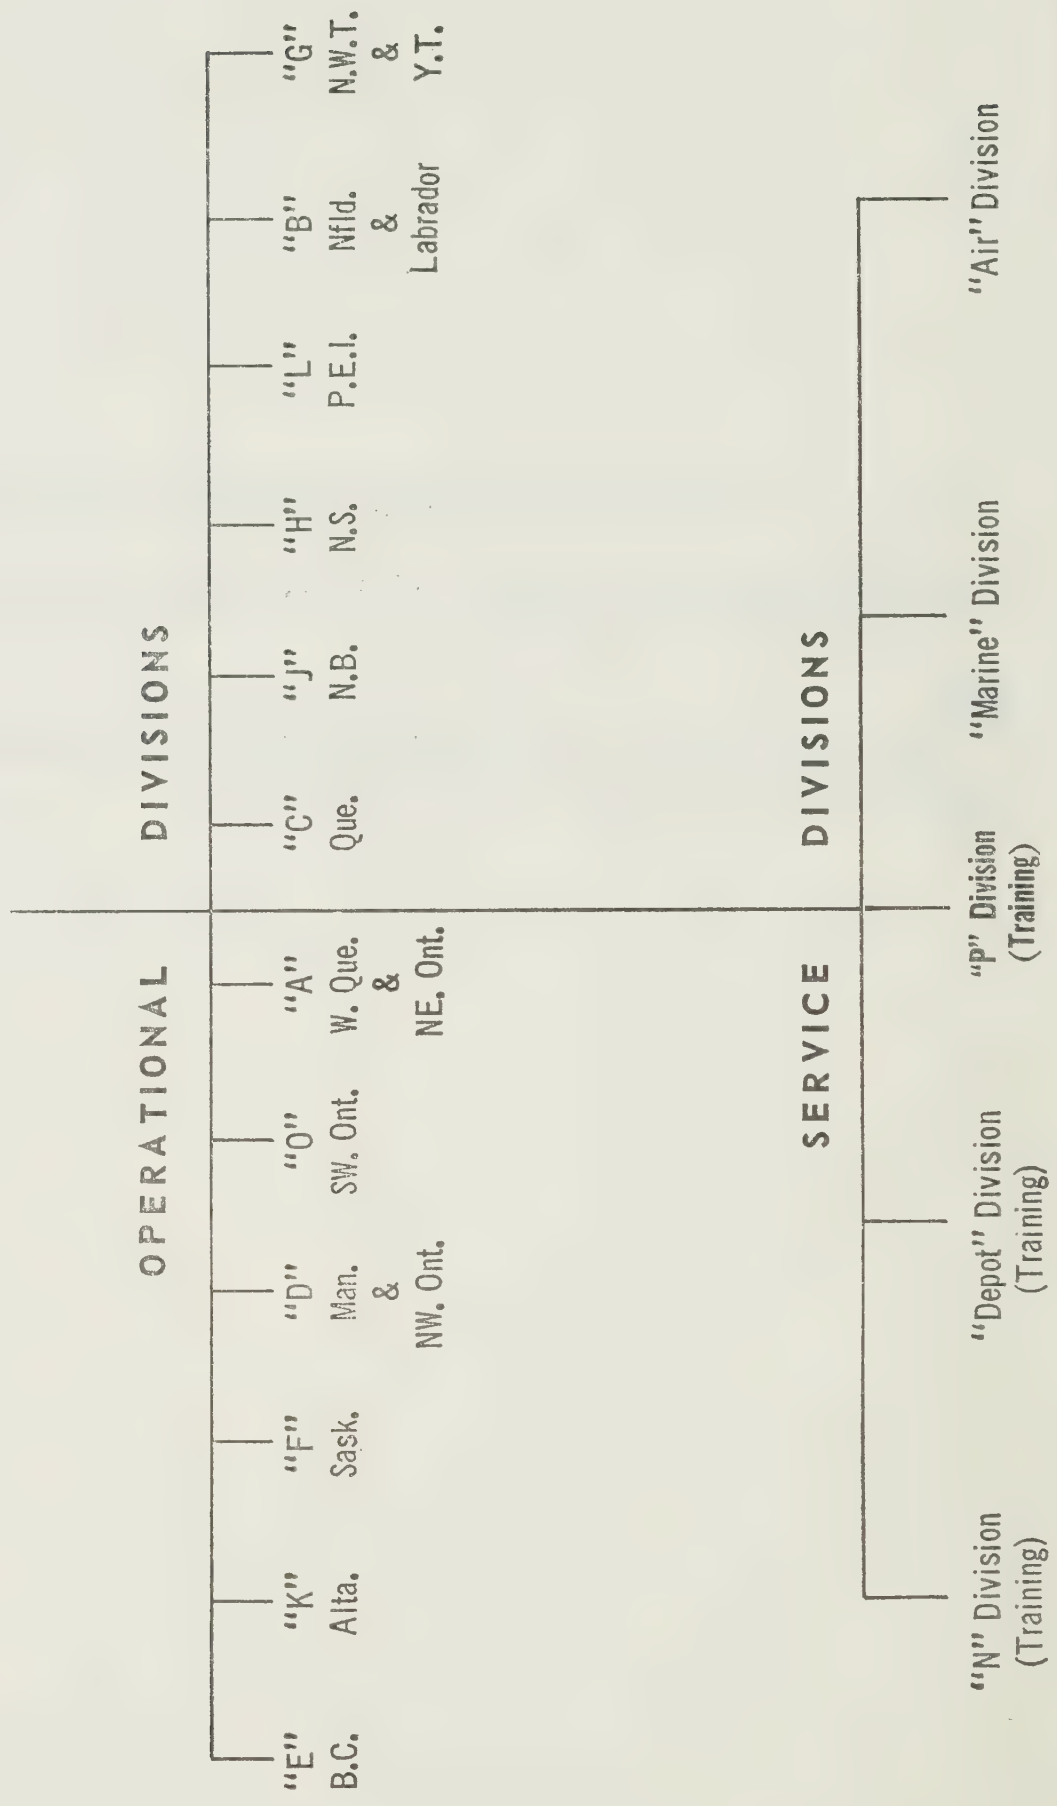 OPERATIONAL DIVISIONS
"E"
B.C.
"K"
Alta.
"F"
Sask.
"D"
Man.
&
NW. Ont.
"O"
SW. Ont.
"A"
W. Que.
&
NE. Ont.
"C"
Que.
"J"
N.B.
"H"
N.S.
"L"
P.E.I.
"B"
Nfld.
&
Labrador
"G"
N.W.T.
&
Y.T.
SERVICE DIVISIONS
"N" Division
(Training)
"Depot" Division
(Training)
"P" Division
(Training)
"Marine" Division
"Air" Division